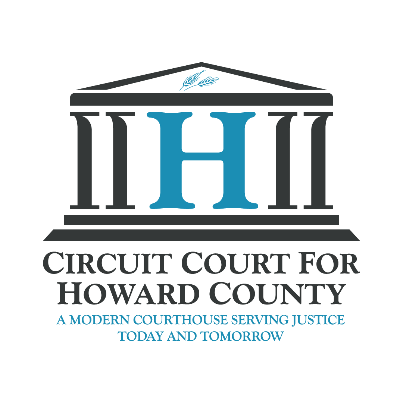 H
CIRCUIT COURT FOR
HOWARD COUNTY
A MODERN COURTHOUSE SERVING JUSTICE
TODAY AND TOMORROW